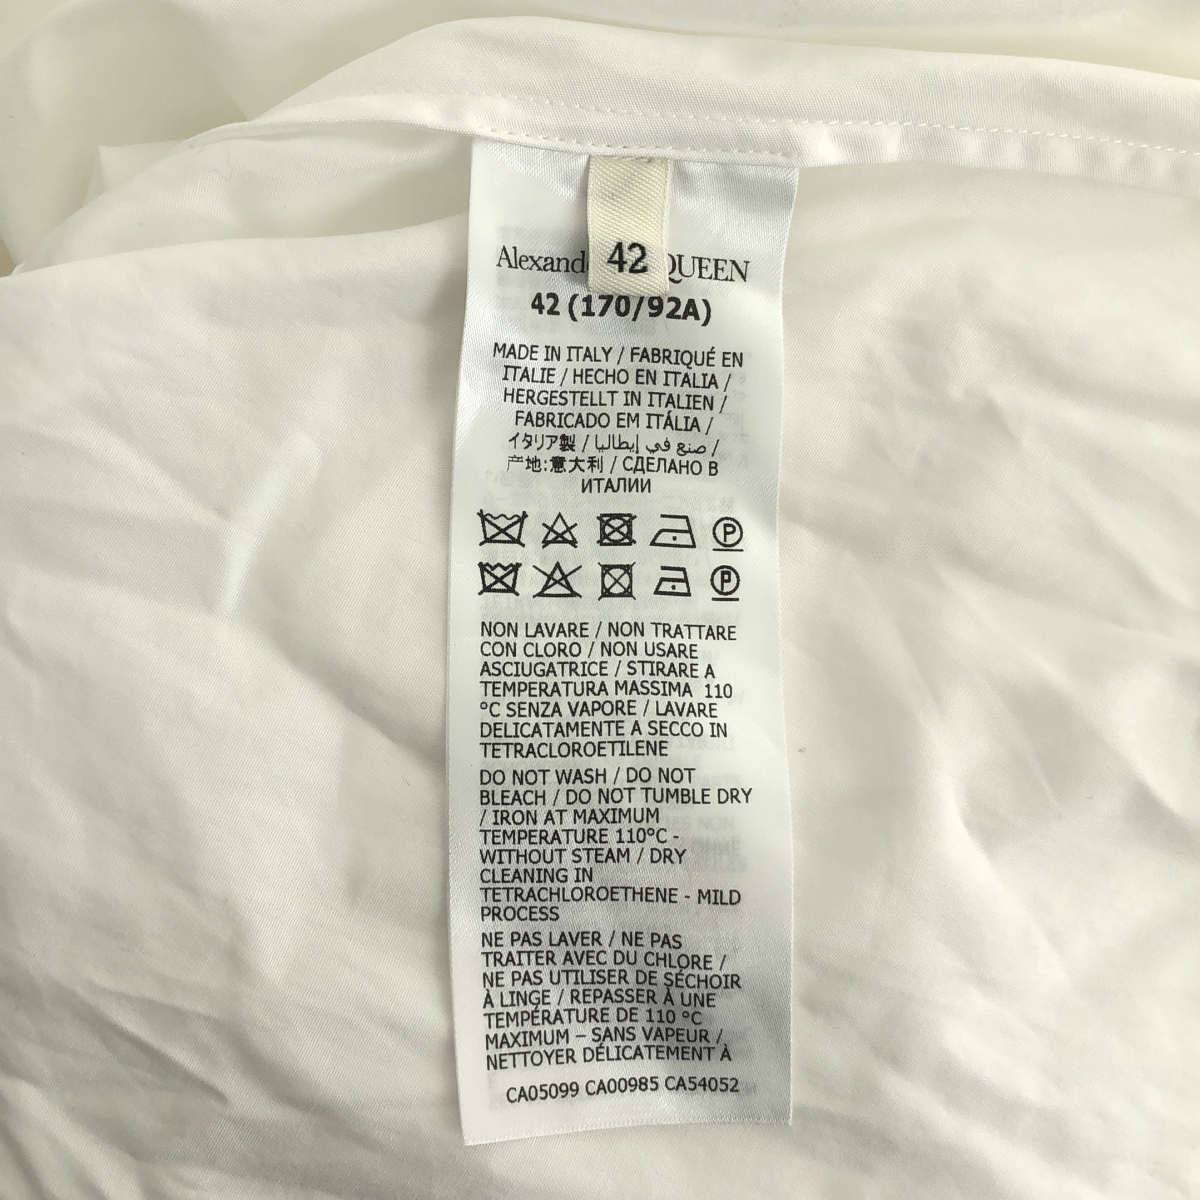 42
Alexand QUEEN
42 (170/92A)
MADE IN ITALY / FABRIQUÉ EN
ITALIE / HECHO EN ITALIA /
HERGESTELLT IN ITALIEN /
FABRICADO EM ITÁLIA /
イタリア製 / صنع في إيطاليا /
产地:意大利 / СДЕЛАНО В
ИТАЛИИ
P
P
NON LAVARE / NON TRATTARE
CON CLORO / NON USARE
ASCIUGATRICE / STIRARE A
TEMPERATURA MASSIMA 110
°C SENZA VAPORE / LAVARE
DELICATAMENTE A SECCO IN
TETRACLOROETILENE
DO NOT WASH / DO NOT
BLEACH / DO NOT TUMBLE DRY
/ IRON AT MAXIMUM
TEMPERATURE 110°C -
WITHOUT STEAM / DRY
CLEANING IN
TETRACHLOROETHENE - MILD
PROCESS
NE PAS LAVER / NE PAS
TRAITER AVEC DU CHLORE /
NE PAS UTILISER DE SÉCHOIR
À LINGE / REPASSER À UNE
TEMPÉRATURE DE 110 °C
MAXIMUM – SANS VAPEUR /
NETTOYER DÉLICATEMENT À
CA05099 CA00985 CA54052